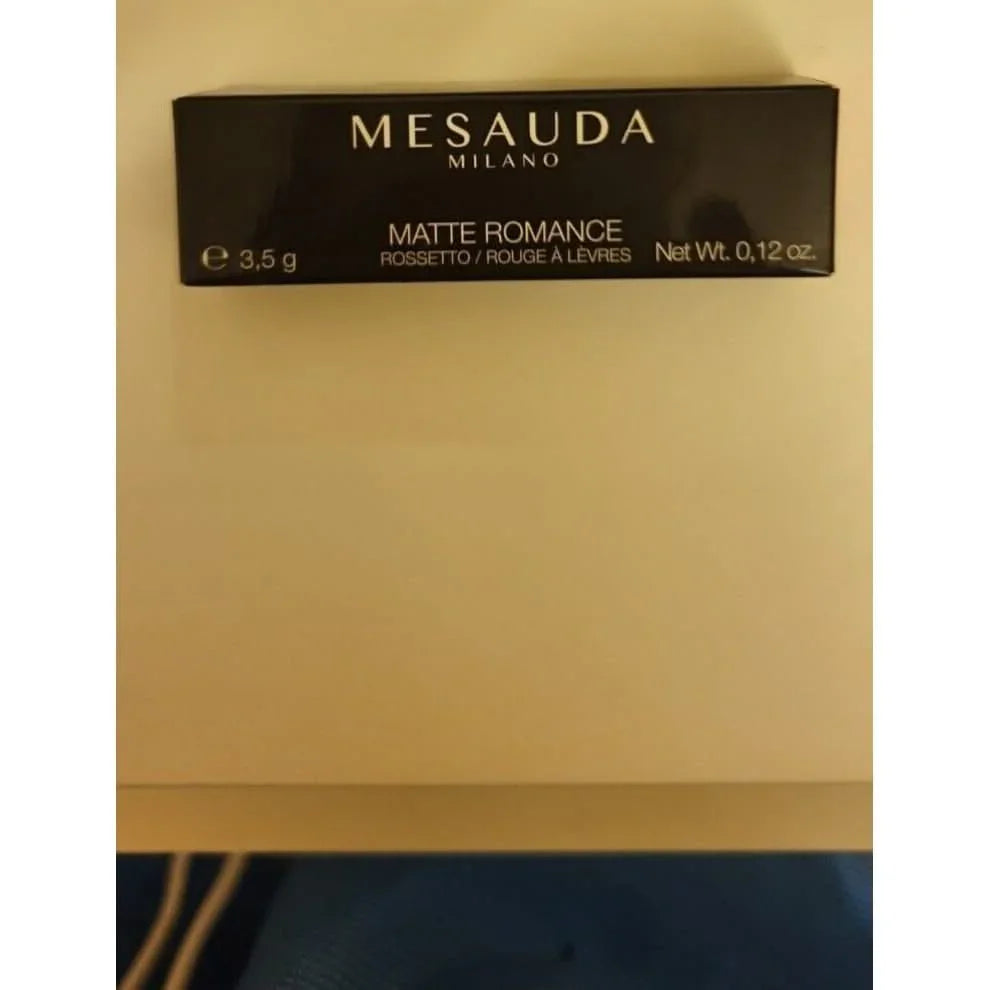 MESAUDA
MILANO
MATTE ROMANCE
℮ 3,5 g ROSSETTO / ROUGE À LÈVRES Net Wt. 0,12 oz.